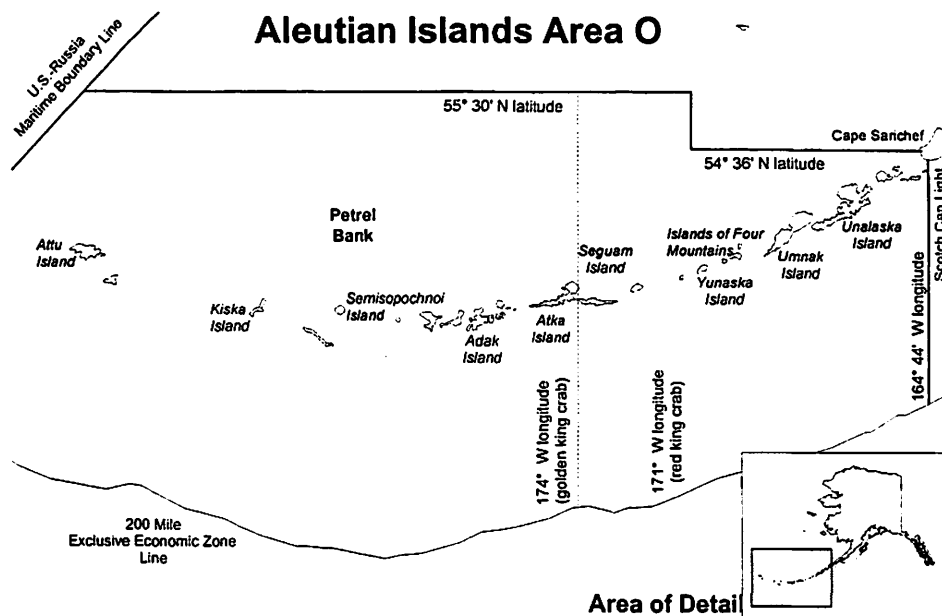 Aleutian Islands Area O
U.S.-Russia
Maritime Boundary Line
55° 30' N latitude
Cape Sarichef
54° 36' N latitude
Scotch Cap Light
164° 44' W longitude
Petrel
Bank
Attu
Island
Kiska
Island
Semisopochnoi
Island
Adak
Island
Atka
Island
Seguam
Island
Islands of Four
Mountains
Yunaska
Island
Umnak
Island
Unalaska
Island
174° W longitude
(golden king crab)
171° W longitude
(red king crab)
200 Mile
Exclusive Economic Zone
Line
Area of Detail